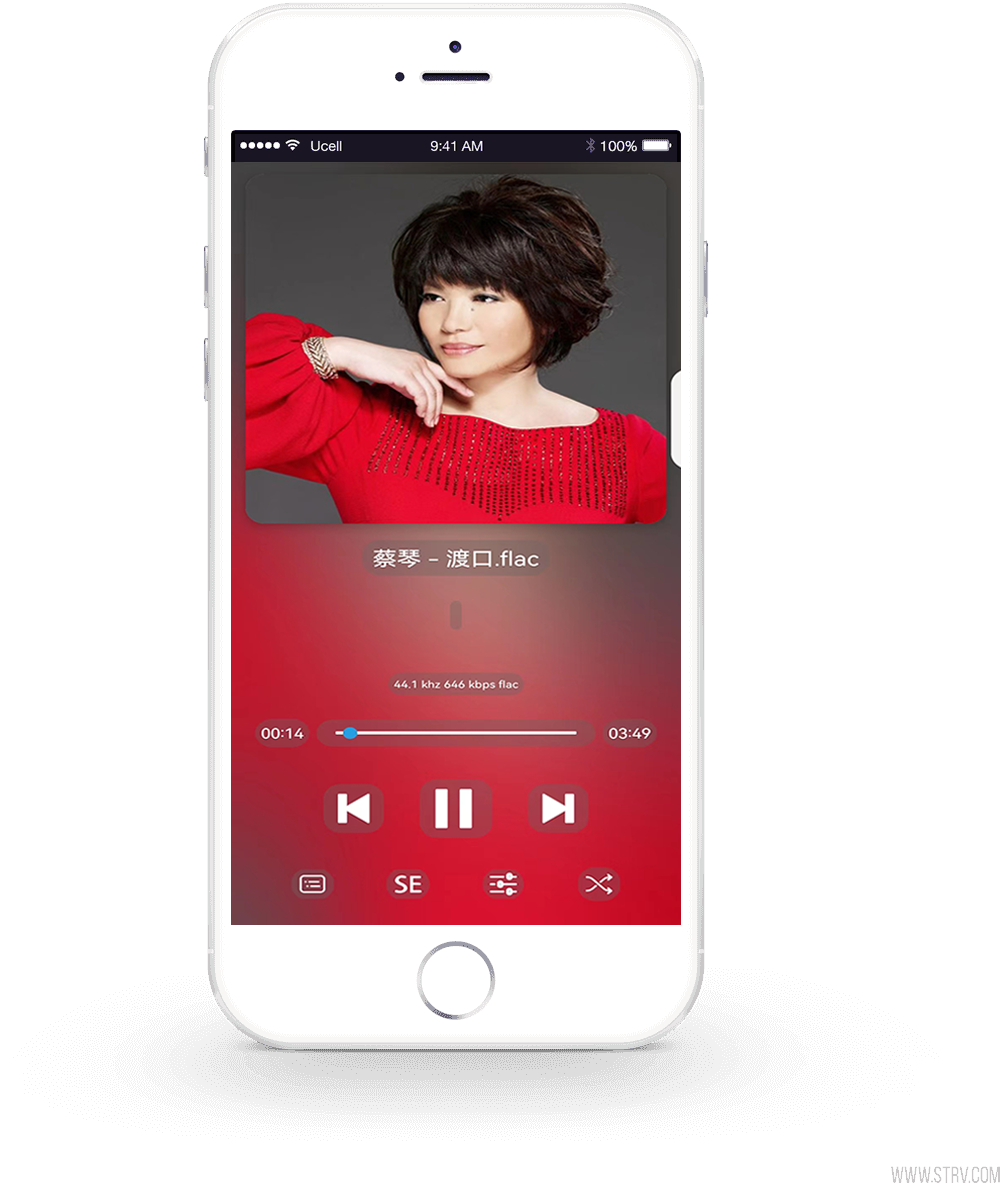 Ucell 9:41 AM 100%
蔡琴 - 渡口.flac
44.1 khz 646 kbps flac
00:14 03:49
SE
WWW.STRV.COM